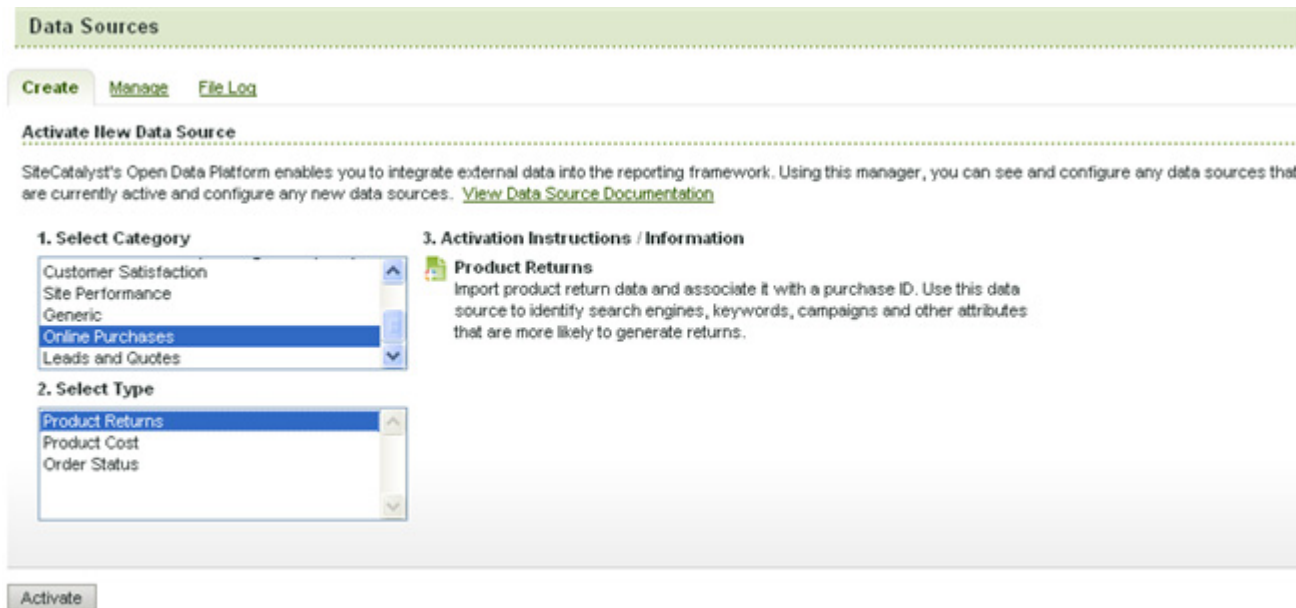 Data Sources
Create Manage File Log
Activate New Data Source
SiteCatalyst's Open Data Platform enables you to integrate external data into the reporting framework. Using this manager, you can see and configure any data sources that
are currently active and configure any new data sources. View Data Source Documentation
1. Select Category
Customer Satisfaction
Site Performance
Generic
Online Purchases
Leads and Quotes
2. Select Type
Product Returns
Product Cost
Order Status
3. Activation Instructions / Information
Product Returns
Import product return data and associate it with a purchase ID. Use this data
source to identify search engines, keywords, campaigns and other attributes
that are more likely to generate returns.
Activate